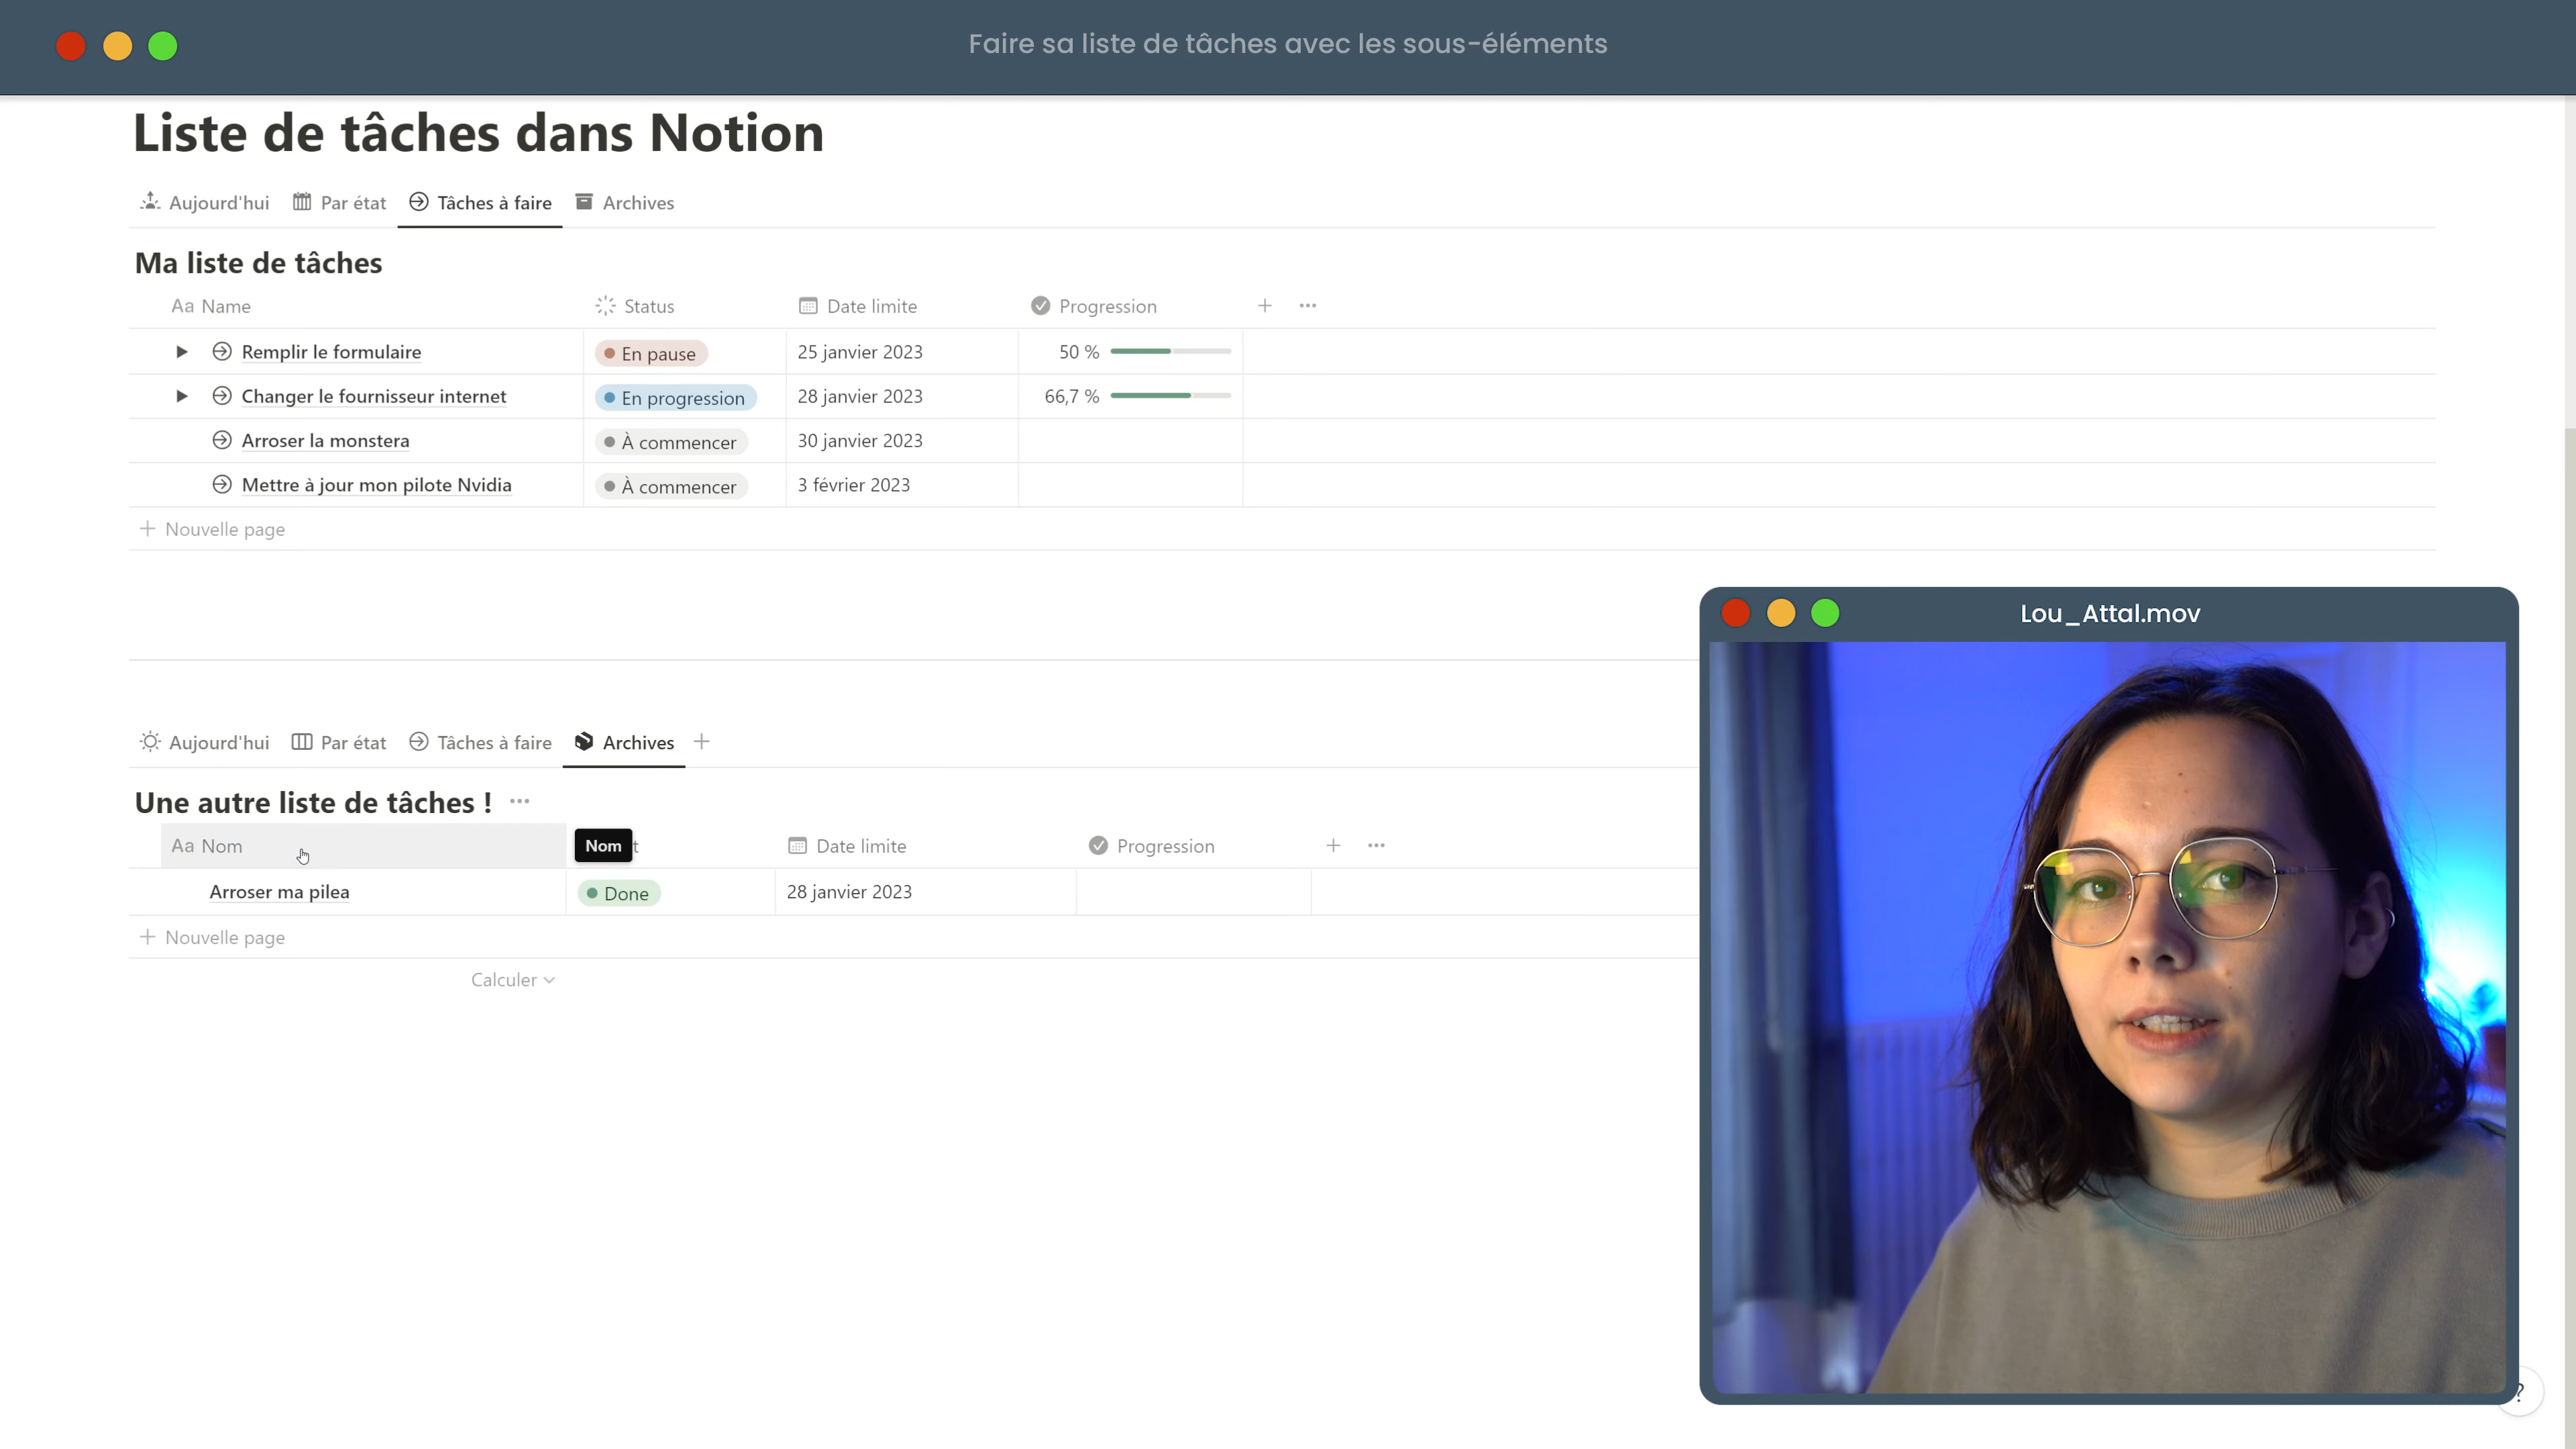 Faire sa liste de tâches avec les sous-éléments
Liste de tâches dans Notion
Aujourd'hui Par état Tâches à faire Archives
Ma liste de tâches
Aa Name Status Date limite Progression
Remplir le formulaire En pause 25 janvier 2023 50 %
Changer le fournisseur internet En progression 28 janvier 2023 66,7 %
Arroser la monstera À commencer 30 janvier 2023
Mettre à jour mon pilote Nvidia À commencer 3 février 2023
+ Nouvelle page
Lou_Attal.mov
Aujourd'hui Par état Tâches à faire Archives +
Une autre liste de tâches !
Aa Nom Nom t Date limite Progression
Arroser ma pilea Done 28 janvier 2023
+ Nouvelle page
Calculer
?